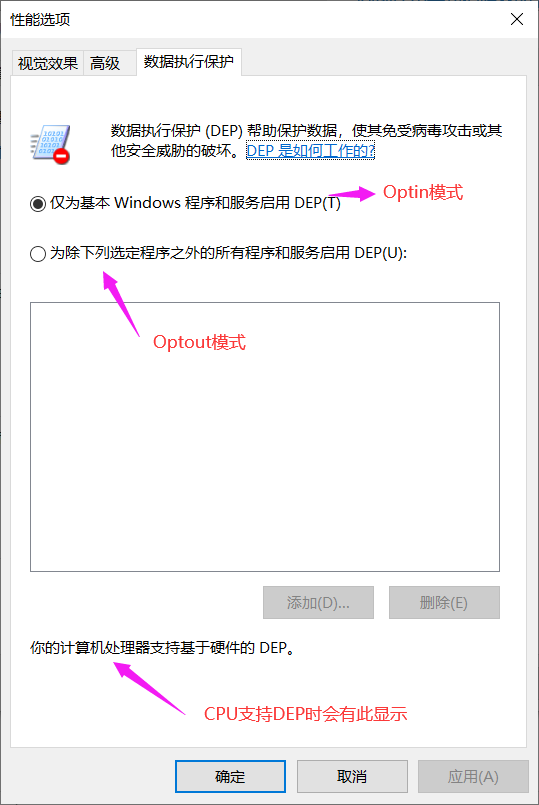 性能选项
视觉效果 高级 数据执行保护
数据执行保护 (DEP) 帮助保护数据，使其免受病毒攻击或其
他安全威胁的破坏。DEP 是如何工作的?
Optin模式
仅为基本 Windows 程序和服务启用 DEP(T)
为除下列选定程序之外的所有程序和服务启用 DEP(U):
Optout模式
添加(D)... 删除(E)
你的计算机处理器支持基于硬件的 DEP。
CPU支持DEP时会有此显示
确定 取消 应用(A)